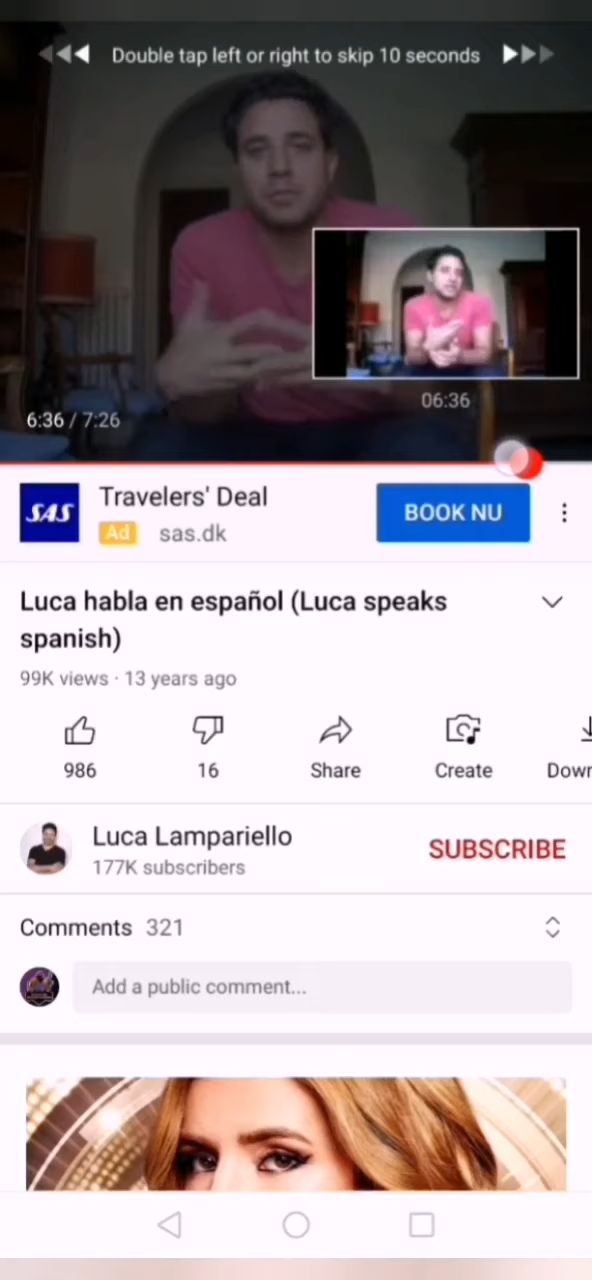 Double tap left or right to skip 10 seconds
06:36
6:36 / 7:26
SAS
Travelers' Deal
Ad sas.dk
BOOK NU
Luca habla en español (Luca speaks
spanish)
99K views · 13 years ago
986
16
Share
Create
Down
Luca Lampariello
177K subscribers
SUBSCRIBE
Comments 321
Add a public comment...